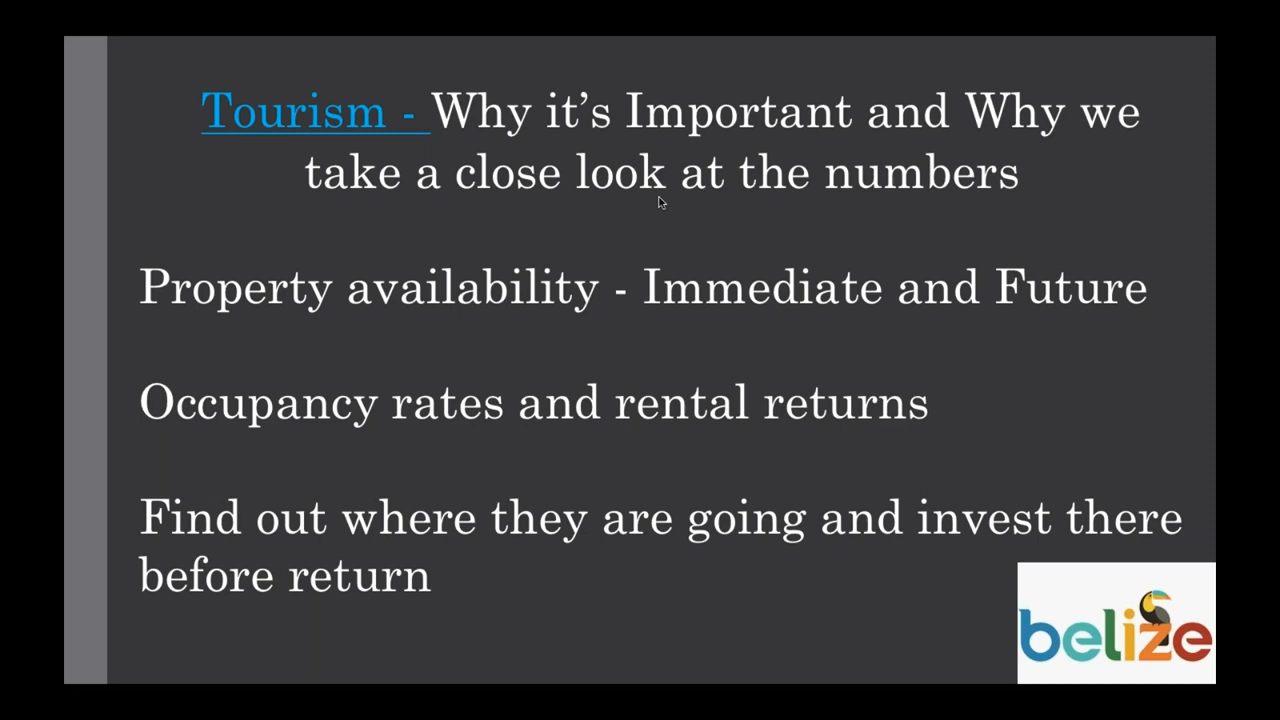 Tourism - Why it’s Important and Why we
take a close look at the numbers
Property availability - Immediate and Future
Occupancy rates and rental returns
Find out where they are going and invest there
before return
belize